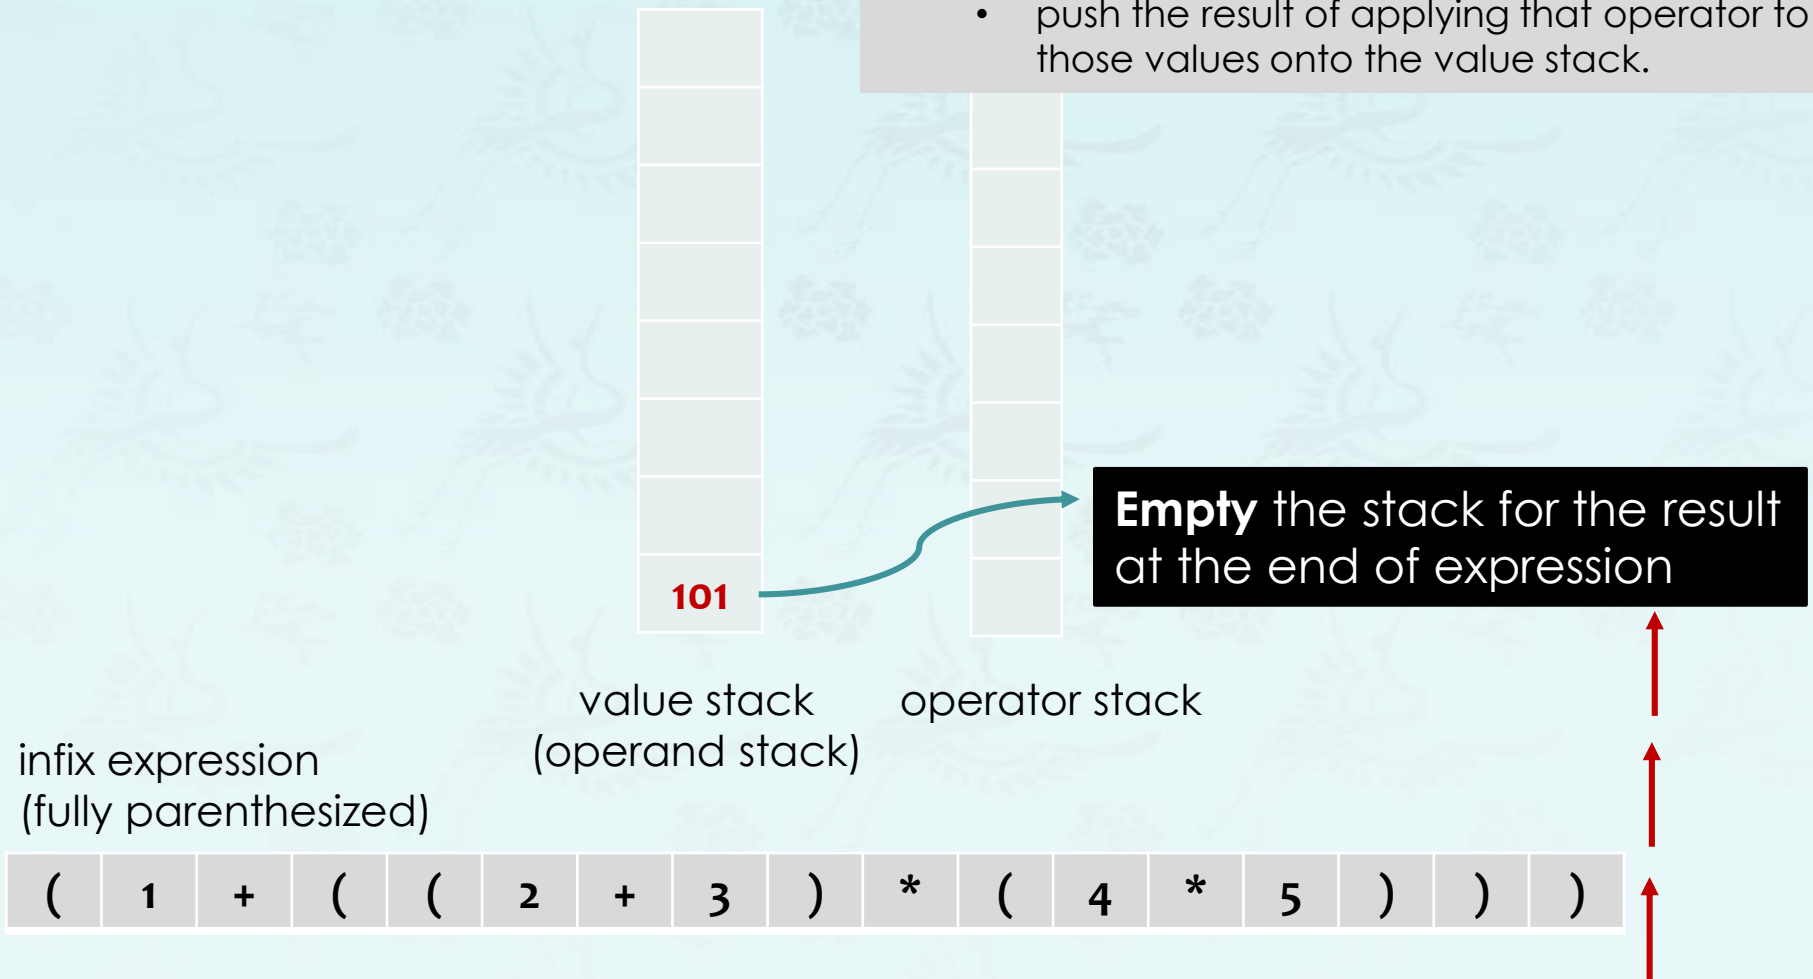 • push the result of applying that operator to
those values onto the value stack.
Empty the stack for the result
at the end of expression
101
value stack
(operand stack)
operator stack
infix expression
(fully parenthesized)
( 1 + ( ( 2 + 3 ) * ( 4 * 5 ) ) )